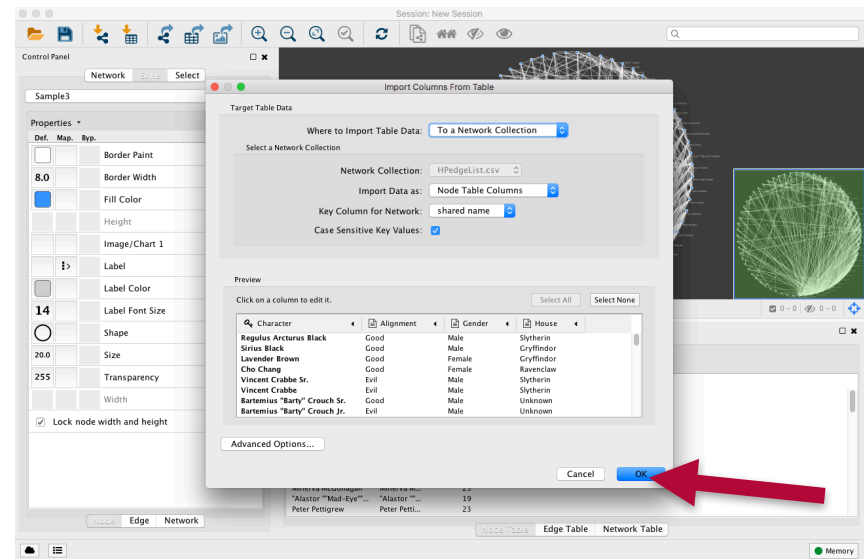 Session: New Session
Control Panel
Network Style Select
Sample3
Properties
Def. Map. Byp.
Border Paint
8.0 Border Width
Fill Color
Height
Image/Chart 1
Label
Label Color
14 Label Font Size
Shape
20.0 Size
255 Transparency
Width
Lock node width and height
Node Edge Network
Import Columns From Table
Target Table Data
Where to Import Table Data: To a Network Collection
Select a Network Collection
Network Collection: HPedgeList.csv
Import Data as: Node Table Columns
Key Column for Network: shared name
Case Sensitive Key Values:
Preview
Click on a column to edit it. Select All Select None
Character Alignment Gender House
Regulus Arcturus Black Good Male Slytherin
Sirius Black Good Male Gryffindor
Lavender Brown Good Female Gryffindor
Cho Chang Good Female Ravenclaw
Vincent Crabbe Sr. Evil Male Slytherin
Vincent Crabbe Evil Male Slytherin
Bartemius "Barty" Crouch Sr. Good Male Unknown
Bartemius "Barty" Crouch Jr. Evil Male Unknown
Advanced Options...
Cancel OK
0 - 0 0 - 0
Minerva McGonagall Minerva M... 23
"Alastor ""Mad-Eye""... "Alastor ""... 19
Peter Pettigrew Peter Petti... 23
Node Table Edge Table Network Table
Memory